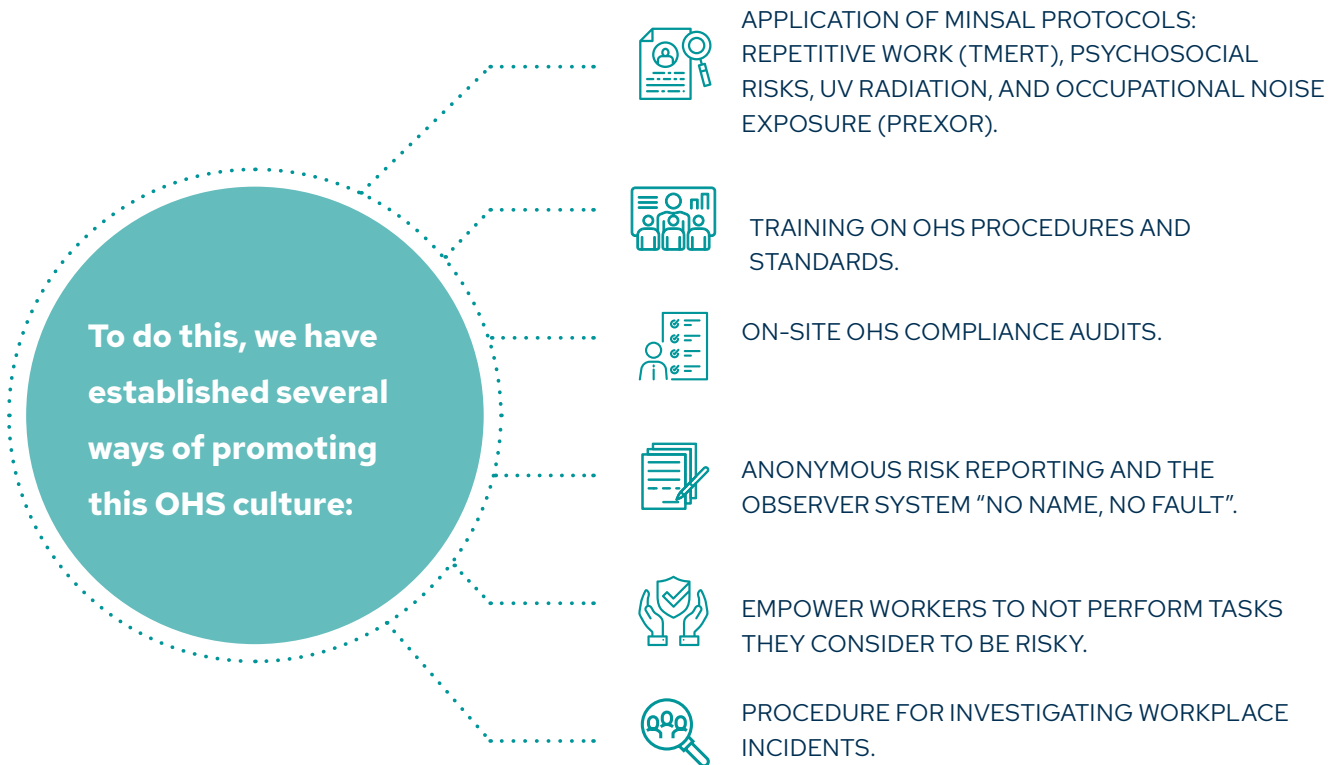 To do this, we have
established several
ways of promoting
this OHS culture:
APPLICATION OF MINSAL PROTOCOLS:
REPETITIVE WORK (TMERT), PSYCHOSOCIAL
RISKS, UV RADIATION, AND OCCUPATIONAL NOISE
EXPOSURE (PREXOR).
TRAINING ON OHS PROCEDURES AND
STANDARDS.
ON-SITE OHS COMPLIANCE AUDITS.
ANONYMOUS RISK REPORTING AND THE
OBSERVER SYSTEM “NO NAME, NO FAULT”.
EMPOWER WORKERS TO NOT PERFORM TASKS
THEY CONSIDER TO BE RISKY.
PROCEDURE FOR INVESTIGATING WORKPLACE
INCIDENTS.